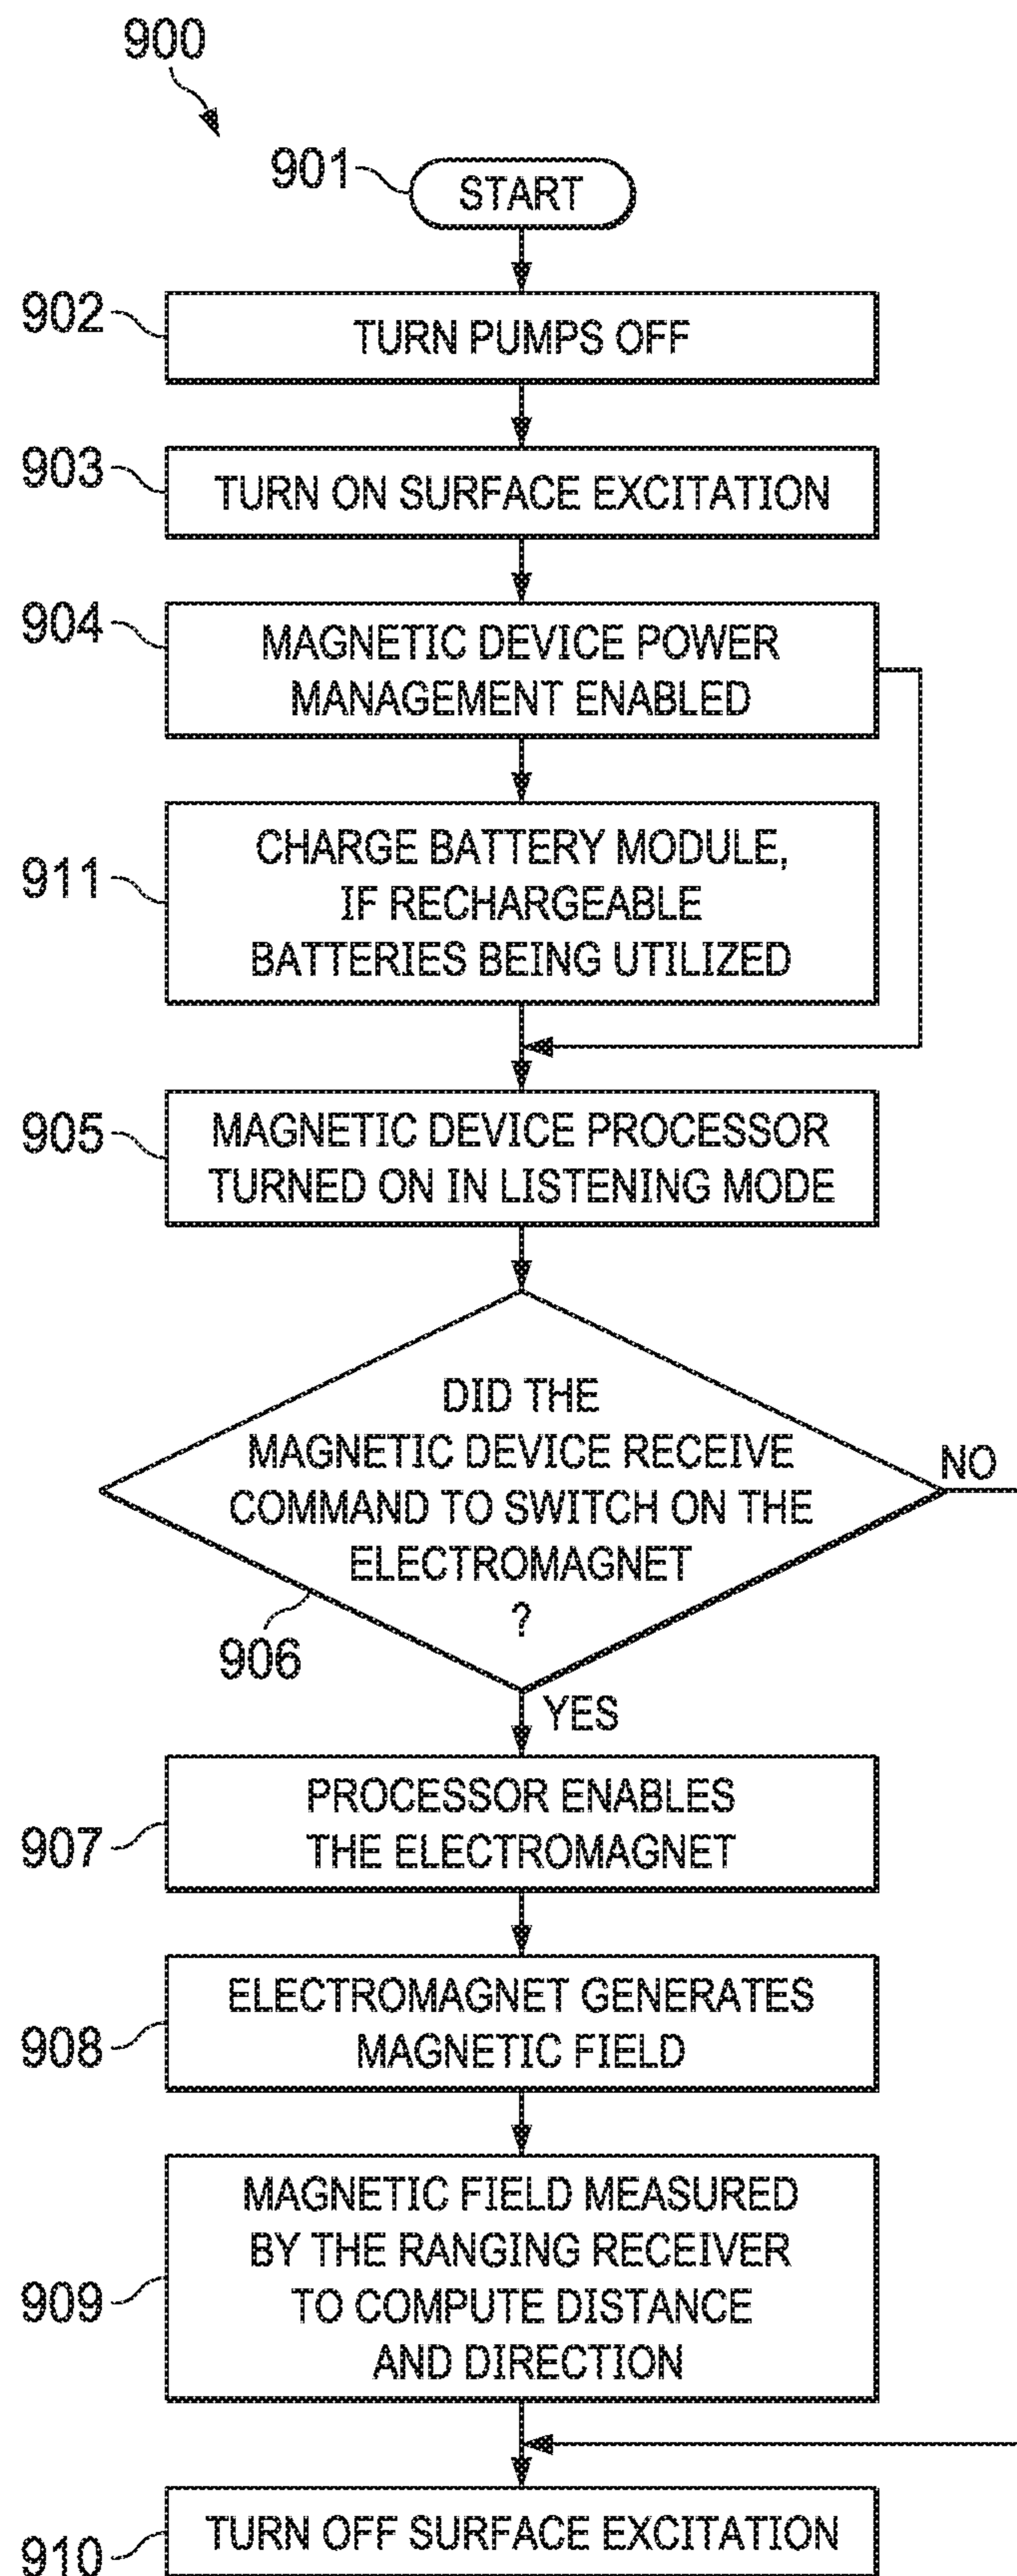 900
901
START
902
TURN PUMPS OFF
903
TURN ON SURFACE EXCITATION
904
MAGNETIC DEVICE POWER
MANAGEMENT ENABLED
911
CHARGE BATTERY MODULE,
IF RECHARGEABLE
BATTERIES BEING UTILIZED
905
MAGNETIC DEVICE PROCESSOR
TURNED ON IN LISTENING MODE
DID THE
MAGNETIC DEVICE RECEIVE
COMMAND TO SWITCH ON THE
ELECTROMAGNET
?
NO
906
YES
907
PROCESSOR ENABLES
THE ELECTROMAGNET
908
ELECTROMAGNET GENERATES
MAGNETIC FIELD
909
MAGNETIC FIELD MEASURED
BY THE RANGING RECEIVER
TO COMPUTE DISTANCE
AND DIRECTION
910
TURN OFF SURFACE EXCITATION